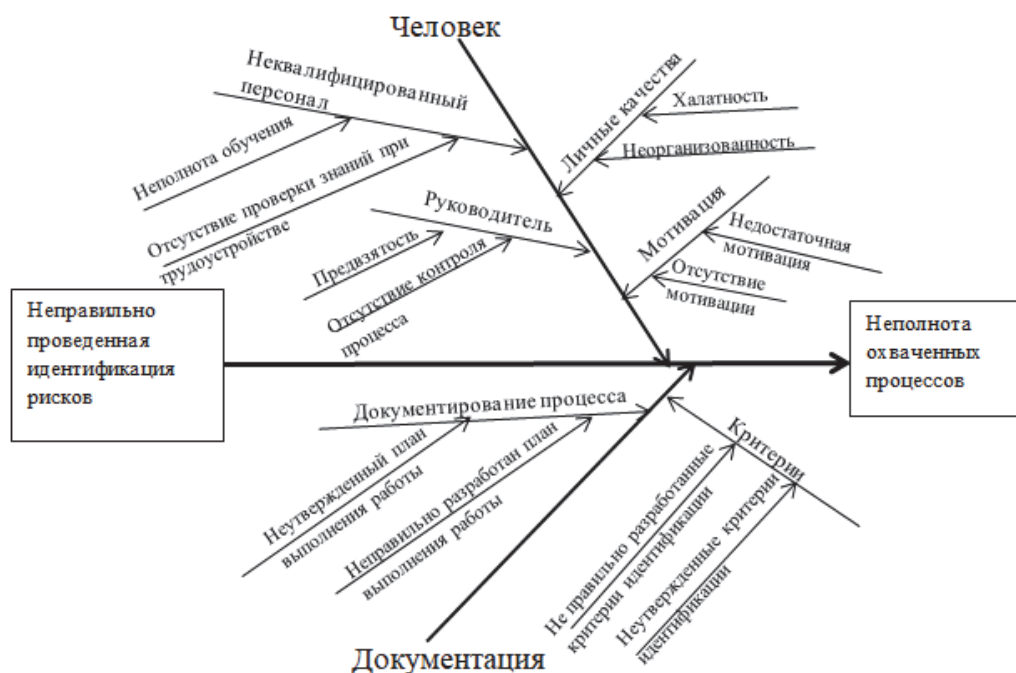 Человек
Неквалифицированный
персонал
Неполнота обучения
Отсутствие проверки знаний при
трудоустройстве
Личные качества
Халатность
Неорганизованность
Руководитель
Предвзятость
Отсутствие контроля
процесса
Мотивация
Недостаточная
мотивация
Отсутствие
мотивации
Неправильно
проведенная
идентификация
рисков
Неполнота
охваченных
процессов
Документирование процесса
Неутвержденный план
выполнения работы
Неправильно разработан план
выполнения работы
Критерии
Не правильно разработанные
критерии идентификации
Неутвержденные критерии
идентификации
Документация